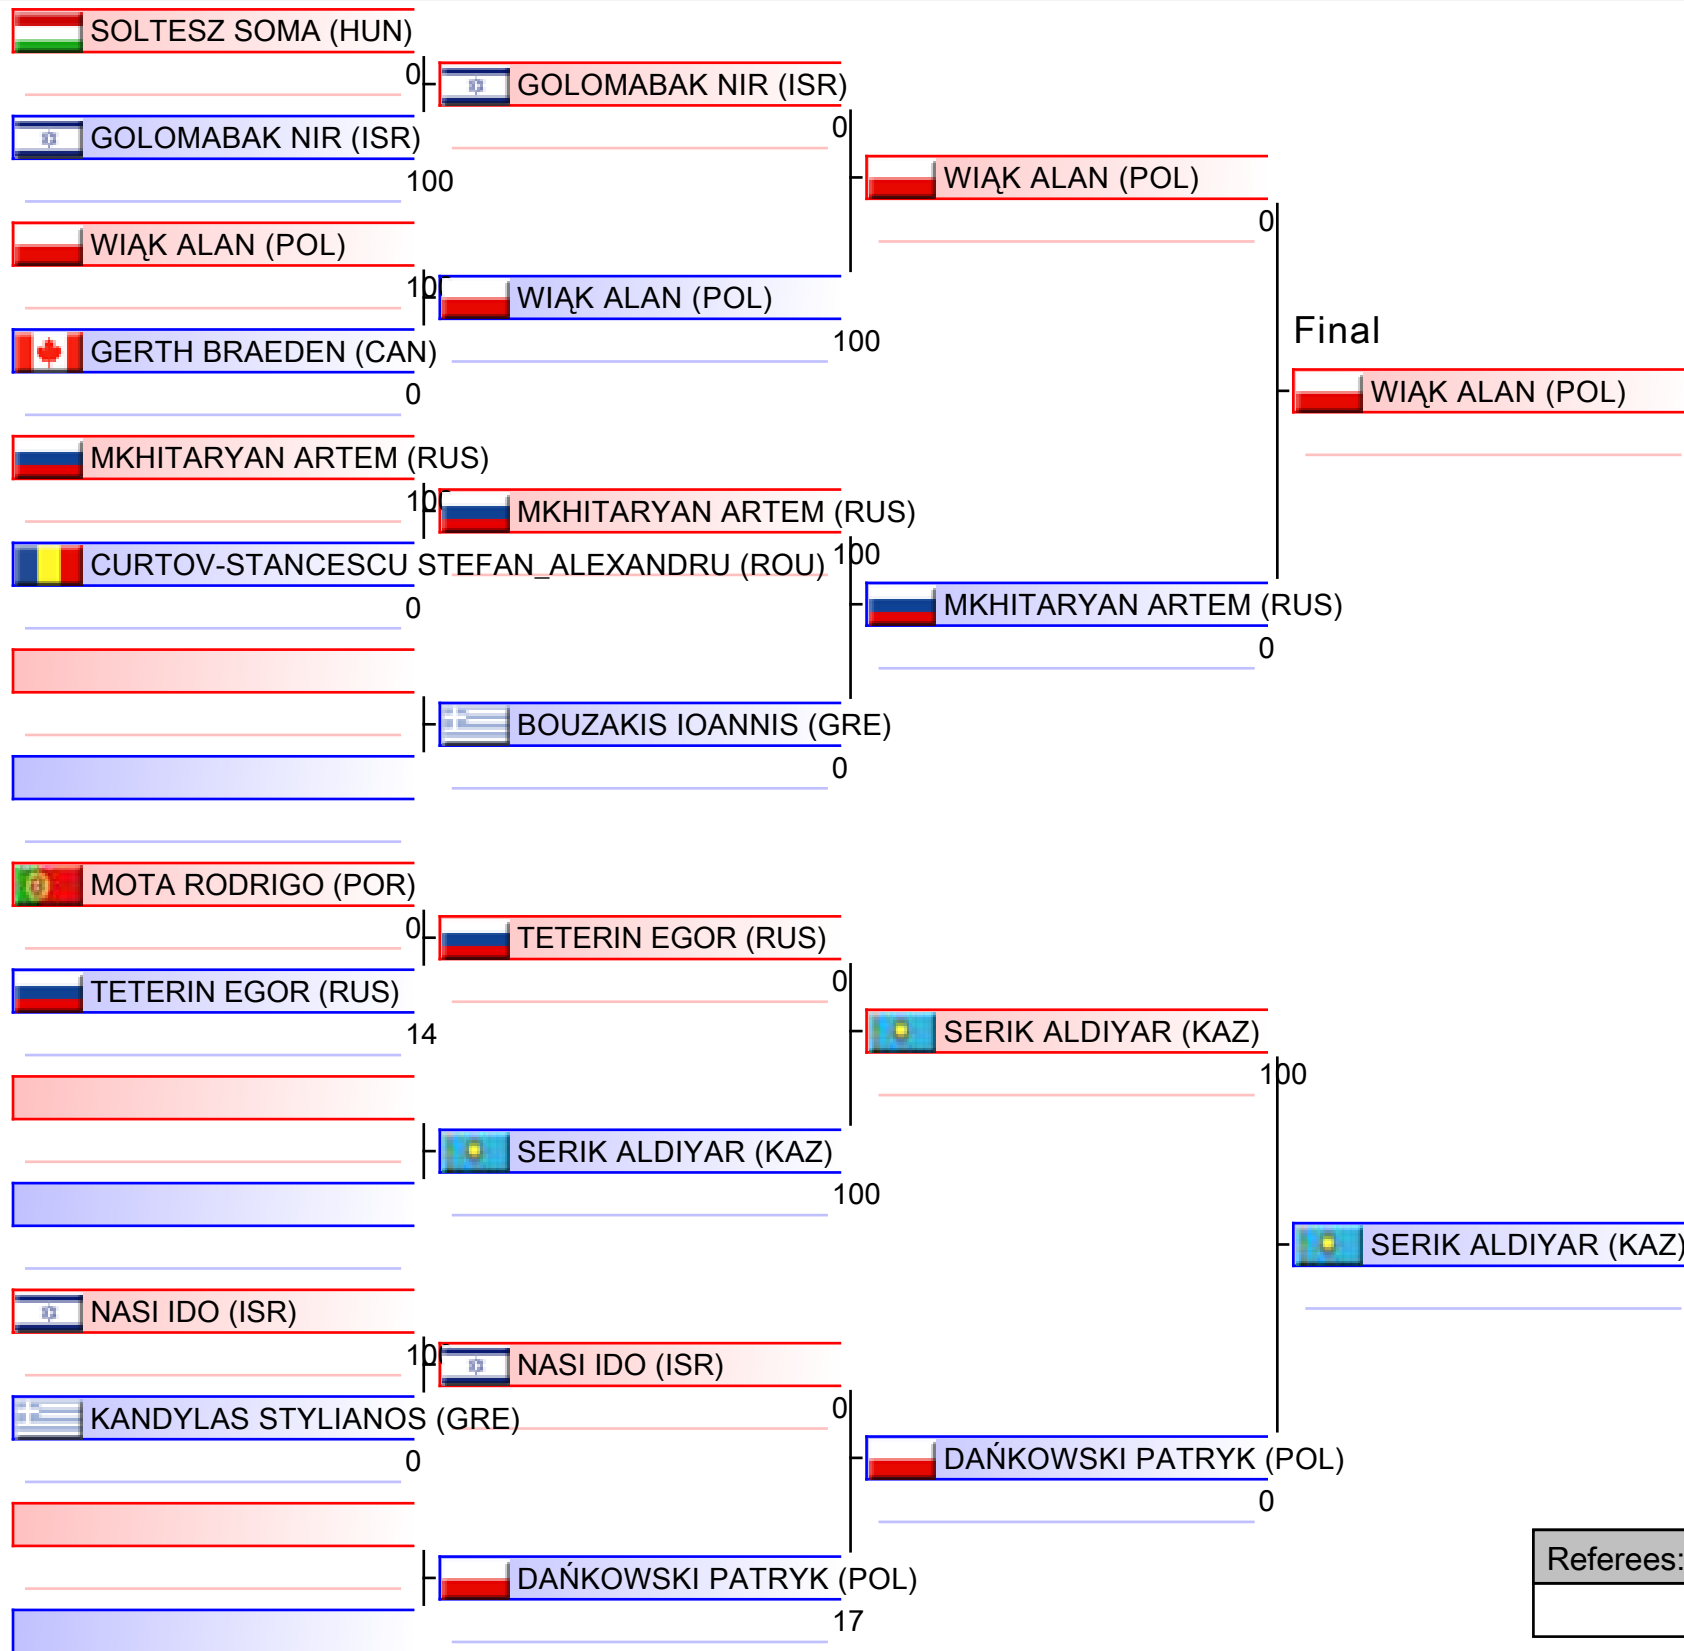 SOLTESZ SOMA (HUN)
0
GOLOMABAK NIR (ISR)
100
WIĄK ALAN (POL)
100
GERTH BRAEDEN (CAN)
0
MKHITARYAN ARTEM (RUS)
100
CURTOV-STANCESCU STEFAN_ALEXANDRU (ROU)
0
MOTA RODRIGO (POR)
0
TETERIN EGOR (RUS)
14
NASI IDO (ISR)
100
KANDYLAS STYLIANOS (GRE)
0
GOLOMABAK NIR (ISR)
0
WIĄK ALAN (POL)
100
MKHITARYAN ARTEM (RUS)
100
BOUZAKIS IOANNIS (GRE)
0
TETERIN EGOR (RUS)
0
SERIK ALDIYAR (KAZ)
100
NASI IDO (ISR)
0
DAŃKOWSKI PATRYK (POL)
17
WIĄK ALAN (POL)
0
MKHITARYAN ARTEM (RUS)
0
SERIK ALDIYAR (KAZ)
100
DAŃKOWSKI PATRYK (POL)
0
Final
WIĄK ALAN (POL)
SERIK ALDIYAR (KAZ)
Referees: